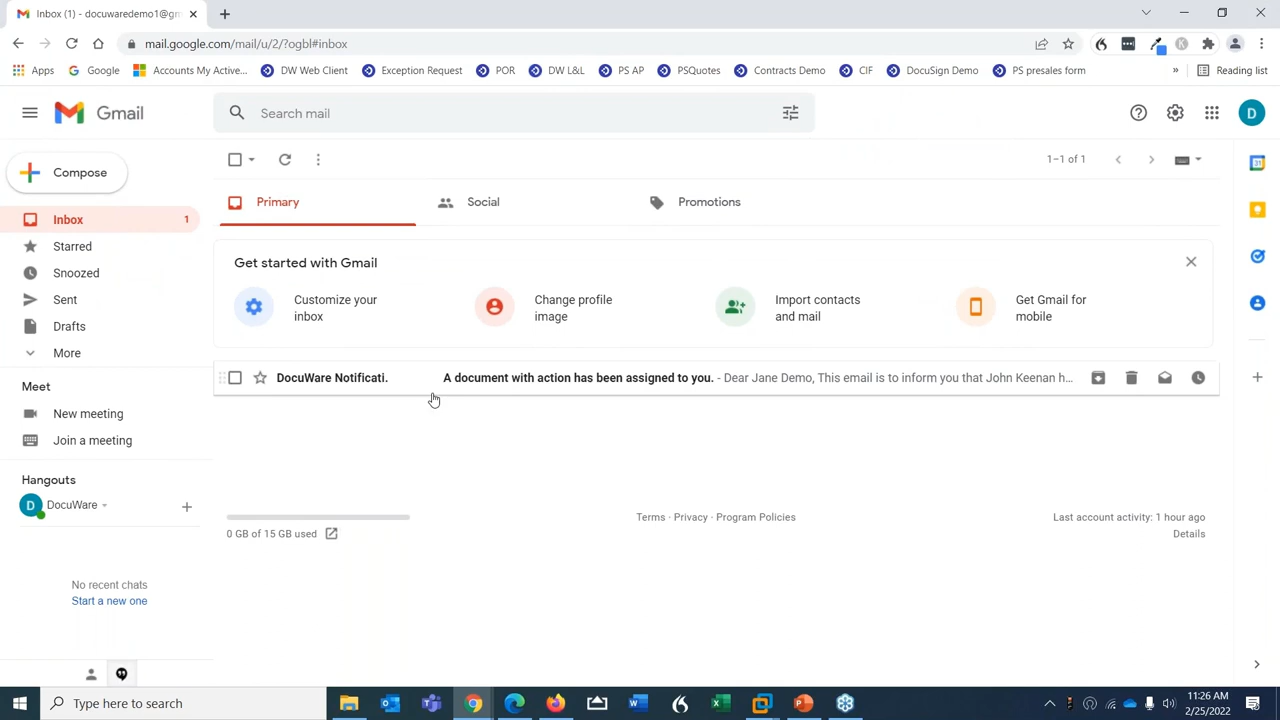 Inbox (1) - docuwaredemo1@gm
mail.google.com/mail/u/2/?ogbl#inbox
Apps Google Accounts My Active... DW Web Client Exception Request POR DW L&L PS AP PSQuotes Contracts Demo CIF DocuSign Demo PS presales form » Reading list
Gmail
Search mail
D
Compose
1–1 of 1
Inbox 1
Starred
Snoozed
Sent
Drafts
More
Primary
Social
Promotions
Get started with Gmail
Customize your
inbox
Change profile
image
Import contacts
and mail
Get Gmail for
mobile
DocuWare Notificati. A document with action has been assigned to you. - Dear Jane Demo, This email is to inform you that John Keenan h...
Meet
New meeting
Join a meeting
Hangouts
D DocuWare
No recent chats
Start a new one
0 GB of 15 GB used
Terms · Privacy · Program Policies
Last account activity: 1 hour ago
Details
31
K
Type here to search
11:26 AM
2/25/2022